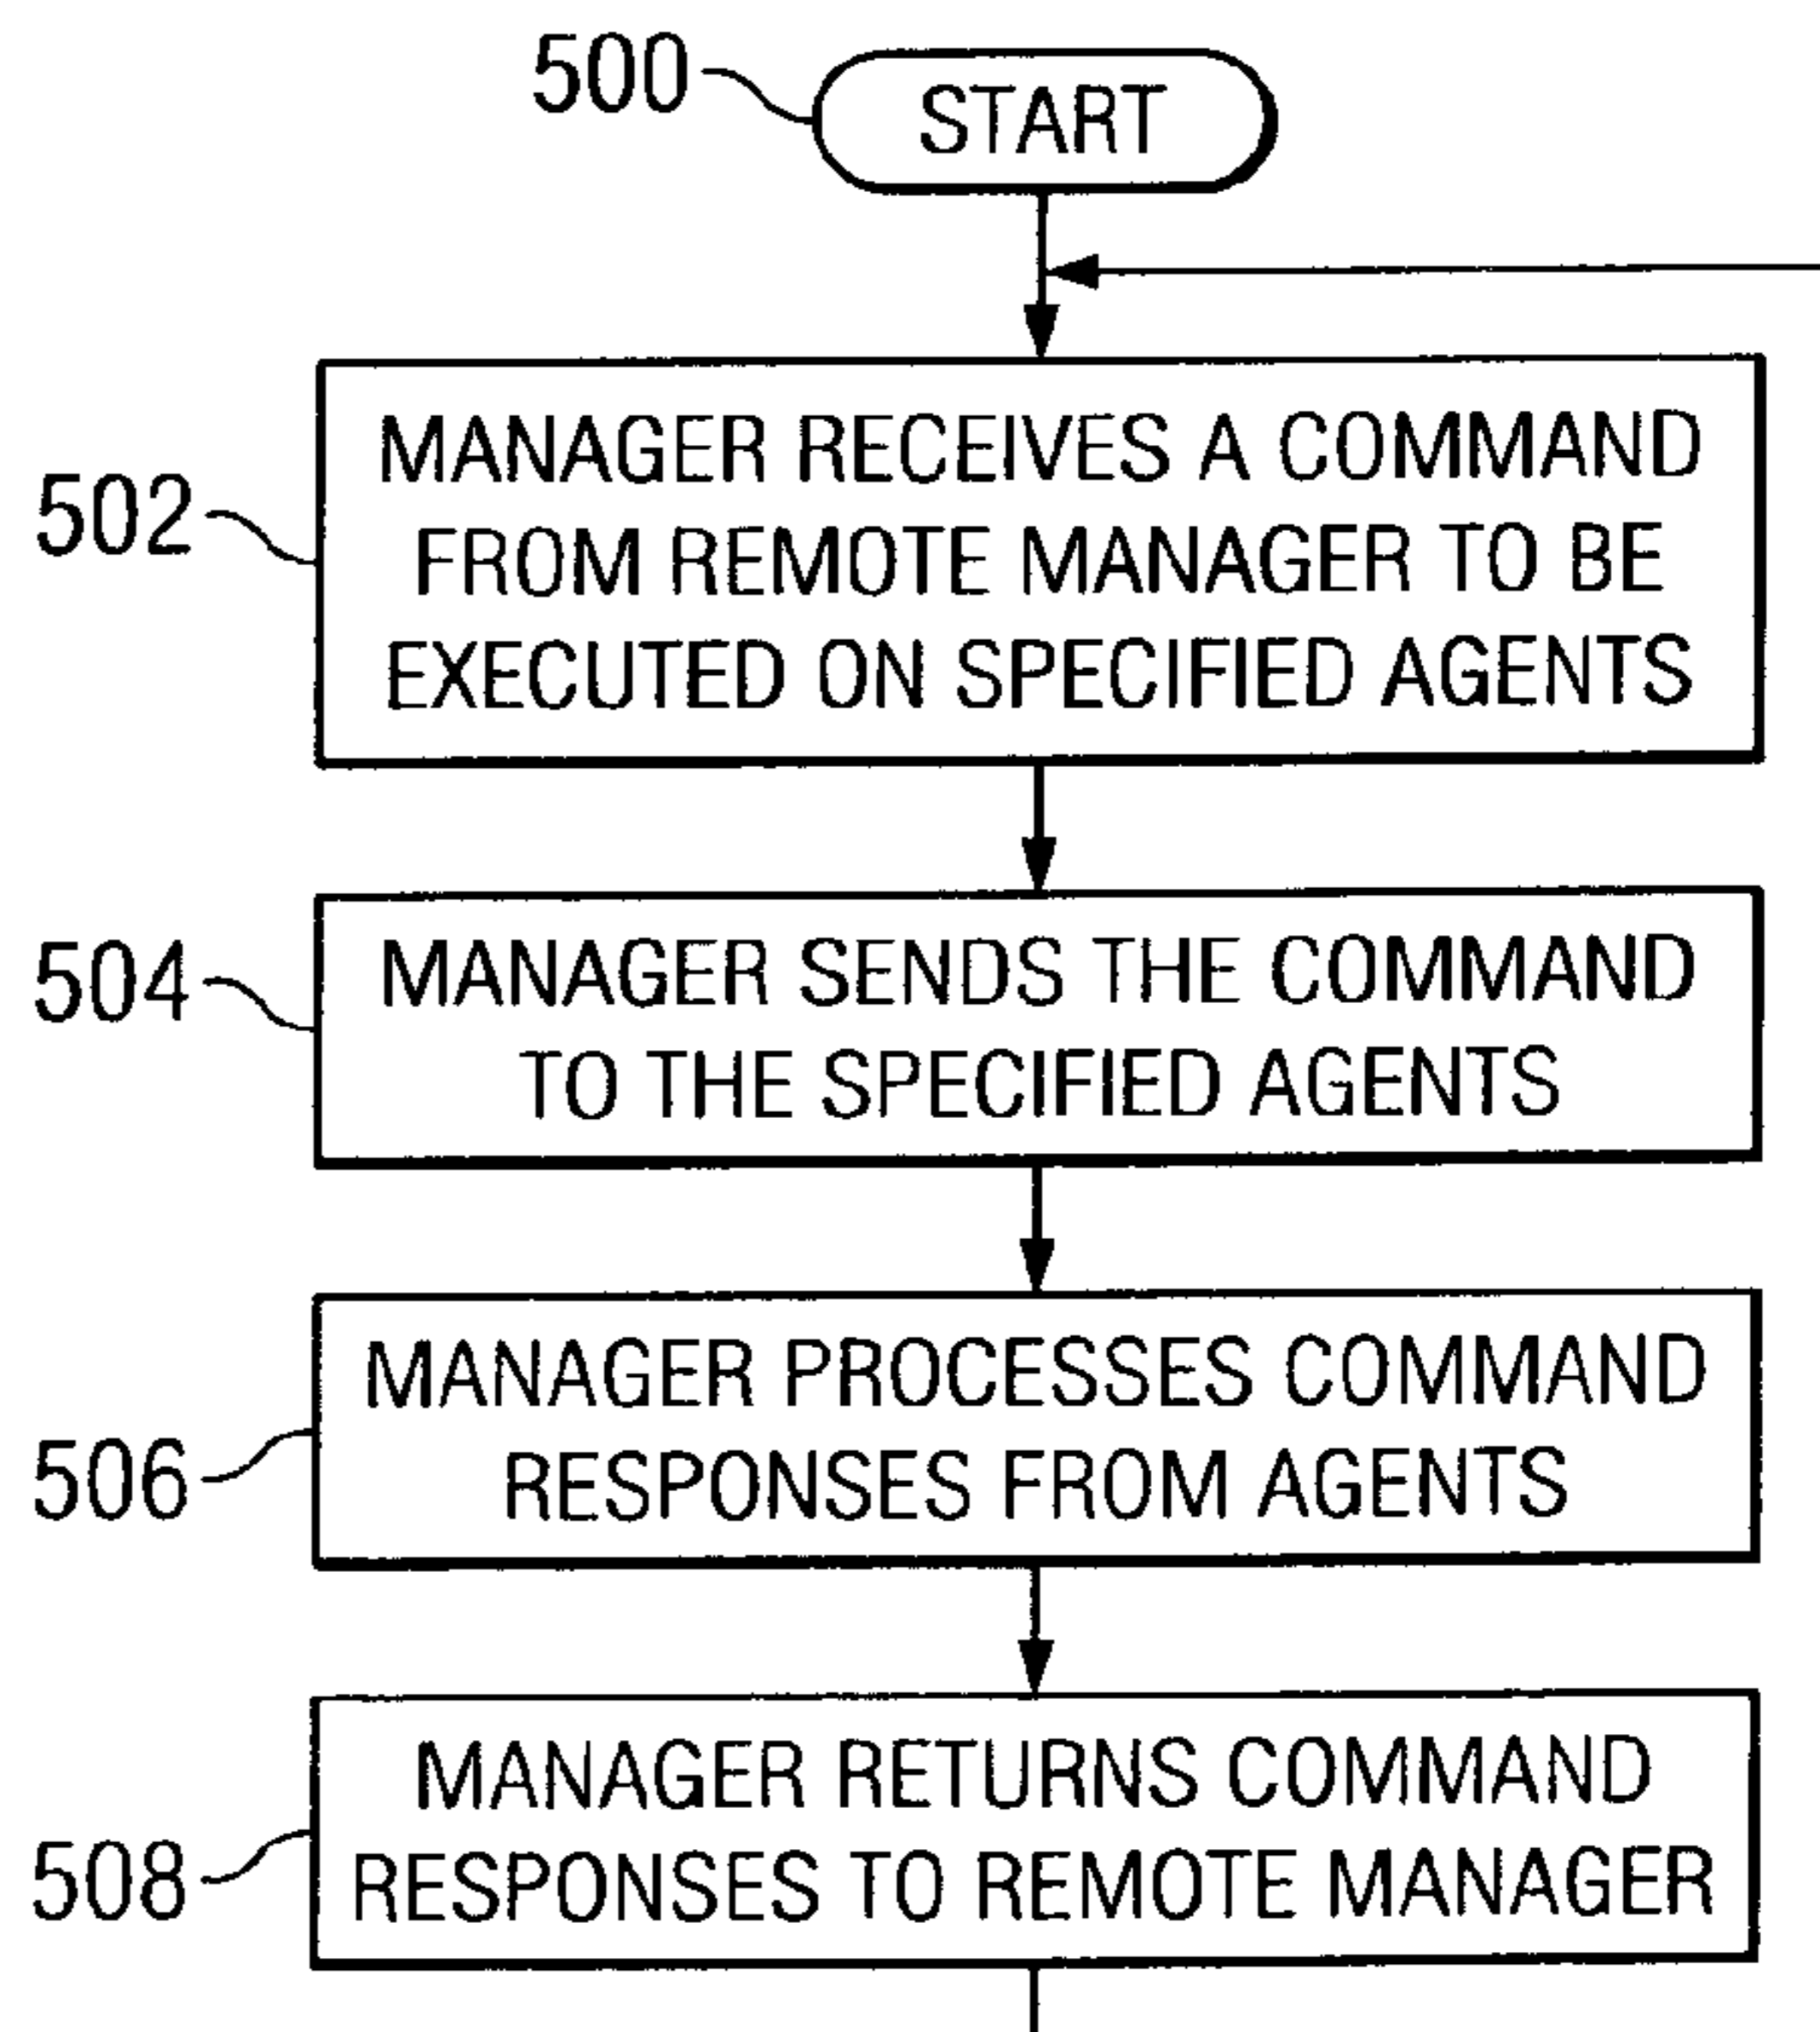 500
START
502
MANAGER RECEIVES A COMMAND
FROM REMOTE MANAGER TO BE
EXECUTED ON SPECIFIED AGENTS
504
MANAGER SENDS THE COMMAND
TO THE SPECIFIED AGENTS
506
MANAGER PROCESSES COMMAND
RESPONSES FROM AGENTS
508
MANAGER RETURNS COMMAND
RESPONSES TO REMOTE MANAGER